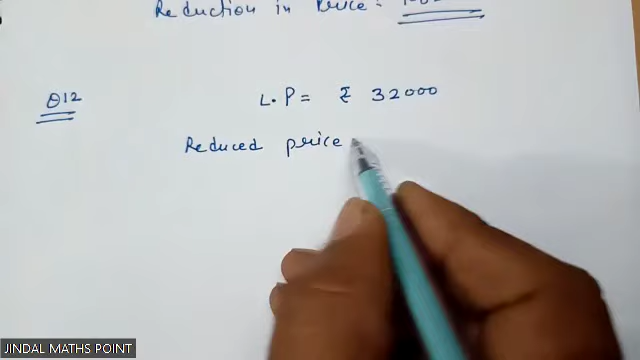 Reduction in Price =
Q12
L.P = ₹ 32000
Reduced price
JINDAL MATHS POINT